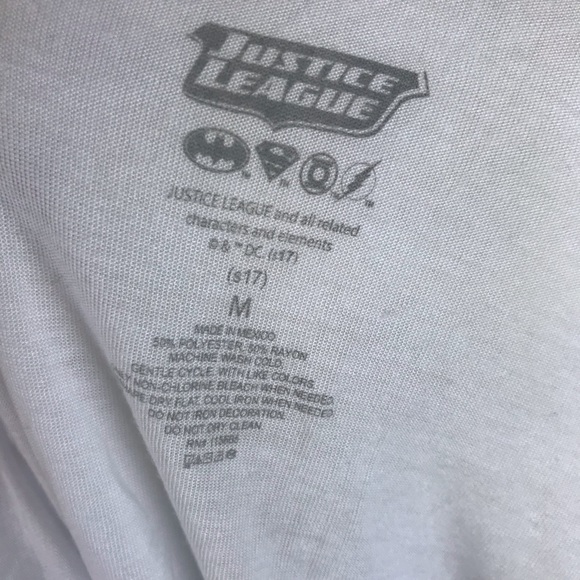 JUSTICE
LEAGUE
JUSTICE LEAGUE and all related
characters and elements
© & ™ DC. (s17)
(s17)
M
MADE IN MEXICO
50% POLYESTER, 50% RAYON
MACHINE WASH COLD,
GENTLE CYCLE, WITH LIKE COLORS.
NON-CHLORINE BLEACH WHEN NEEDED.
DRY FLAT, COOL IRON WHEN NEEDED
DO NOT IRON DECORATION.
DO NOT DRY CLEAN.
RN#